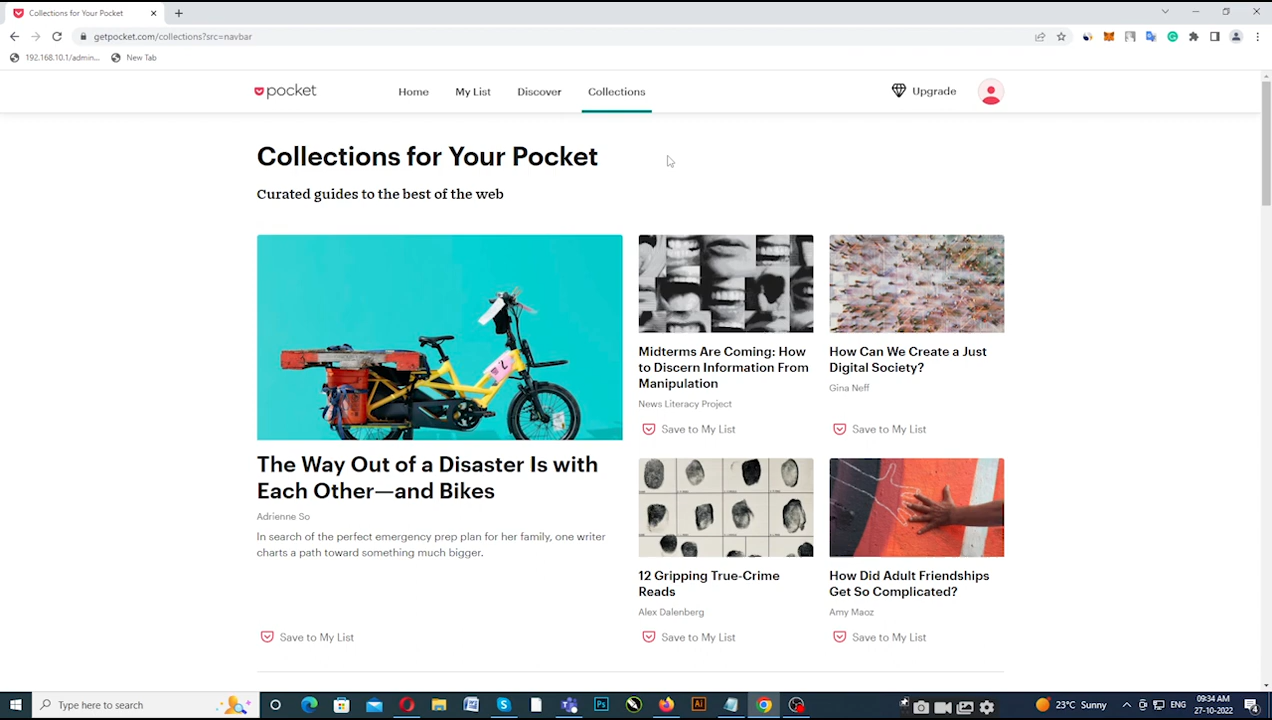 Collections for Your Pocket
getpocket.com/collections?src=navbar
192.168.10.1/admin...
New Tab
pocket
Home
My List
Discover
Collections
Upgrade
Collections for Your Pocket
Curated guides to the best of the web
The Way Out of a Disaster Is with
Each Other—and Bikes
Adrienne So
In search of the perfect emergency prep plan for her family, one writer
charts a path toward something much bigger.
Save to My List
Midterms Are Coming: How
to Discern Information From
Manipulation
News Literacy Project
Save to My List
How Can We Create a Just
Digital Society?
Gina Neff
Save to My List
12 Gripping True-Crime
Reads
Alex Dalenberg
Save to My List
How Did Adult Friendships
Get So Complicated?
Amy Maoz
Save to My List
Type here to search
23°C Sunny
ENG
09:34 AM
27-10-2022
4